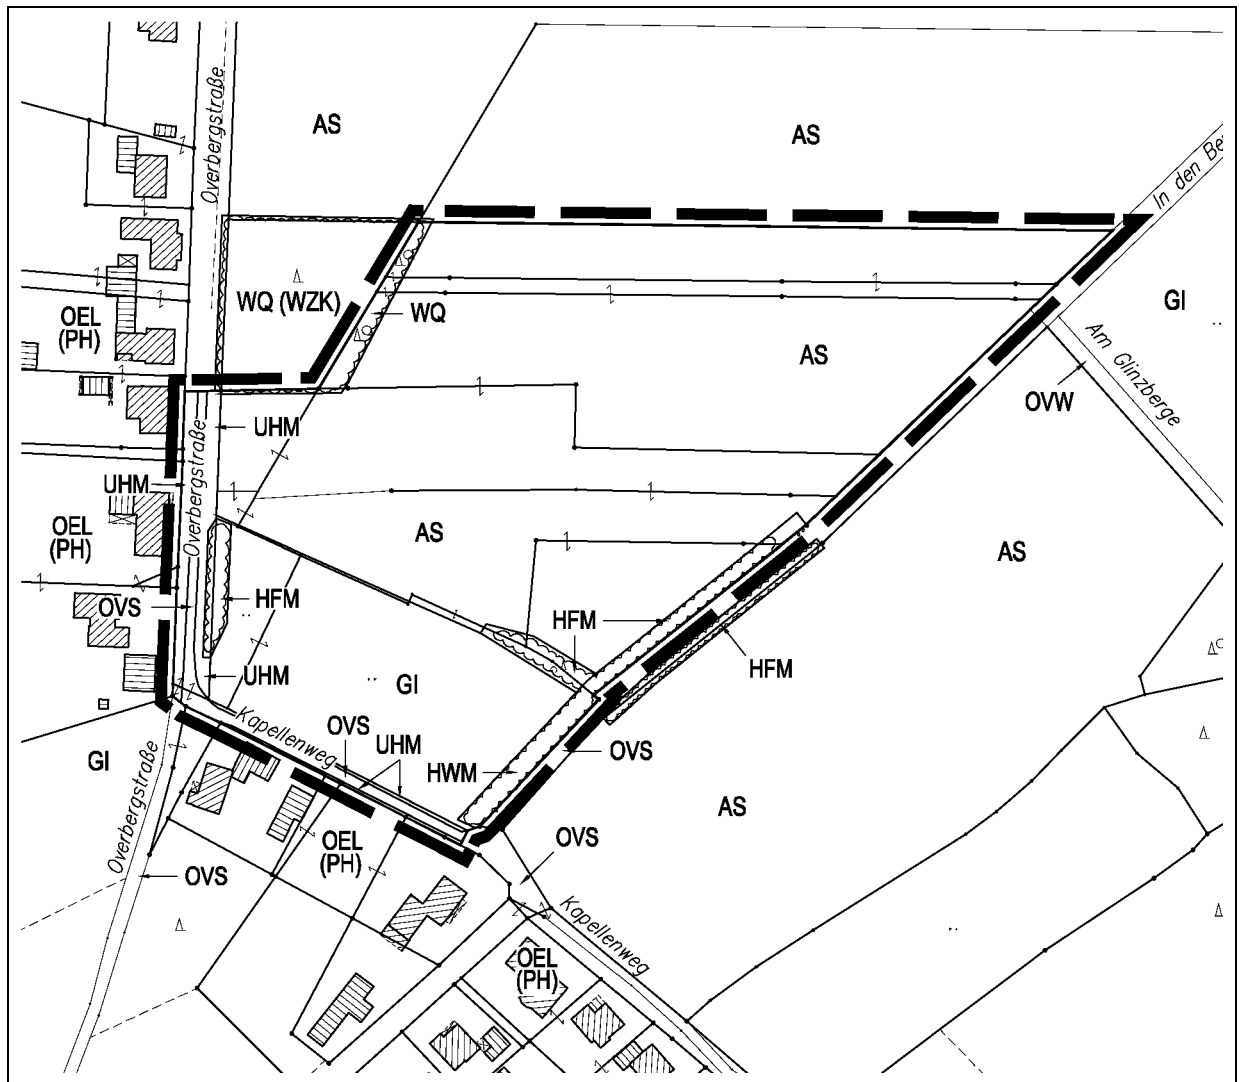 Overbergstraße
AS
AS
In den Be
WQ (WZK)
WQ
GI
OEL
(PH)
AS
Am Glinzberge
OVW
UHM
UHM
Overbergstraße
OEL
(PH)
AS
AS
OVS
HFM
HFM
HFM
UHM
GI
Kapellenweg
OVS
UHM
OVS
GI
HWM
AS
Overbergstraße
OEL
(PH)
OVS
OVS
Kapellenweg
OEL
(PH)